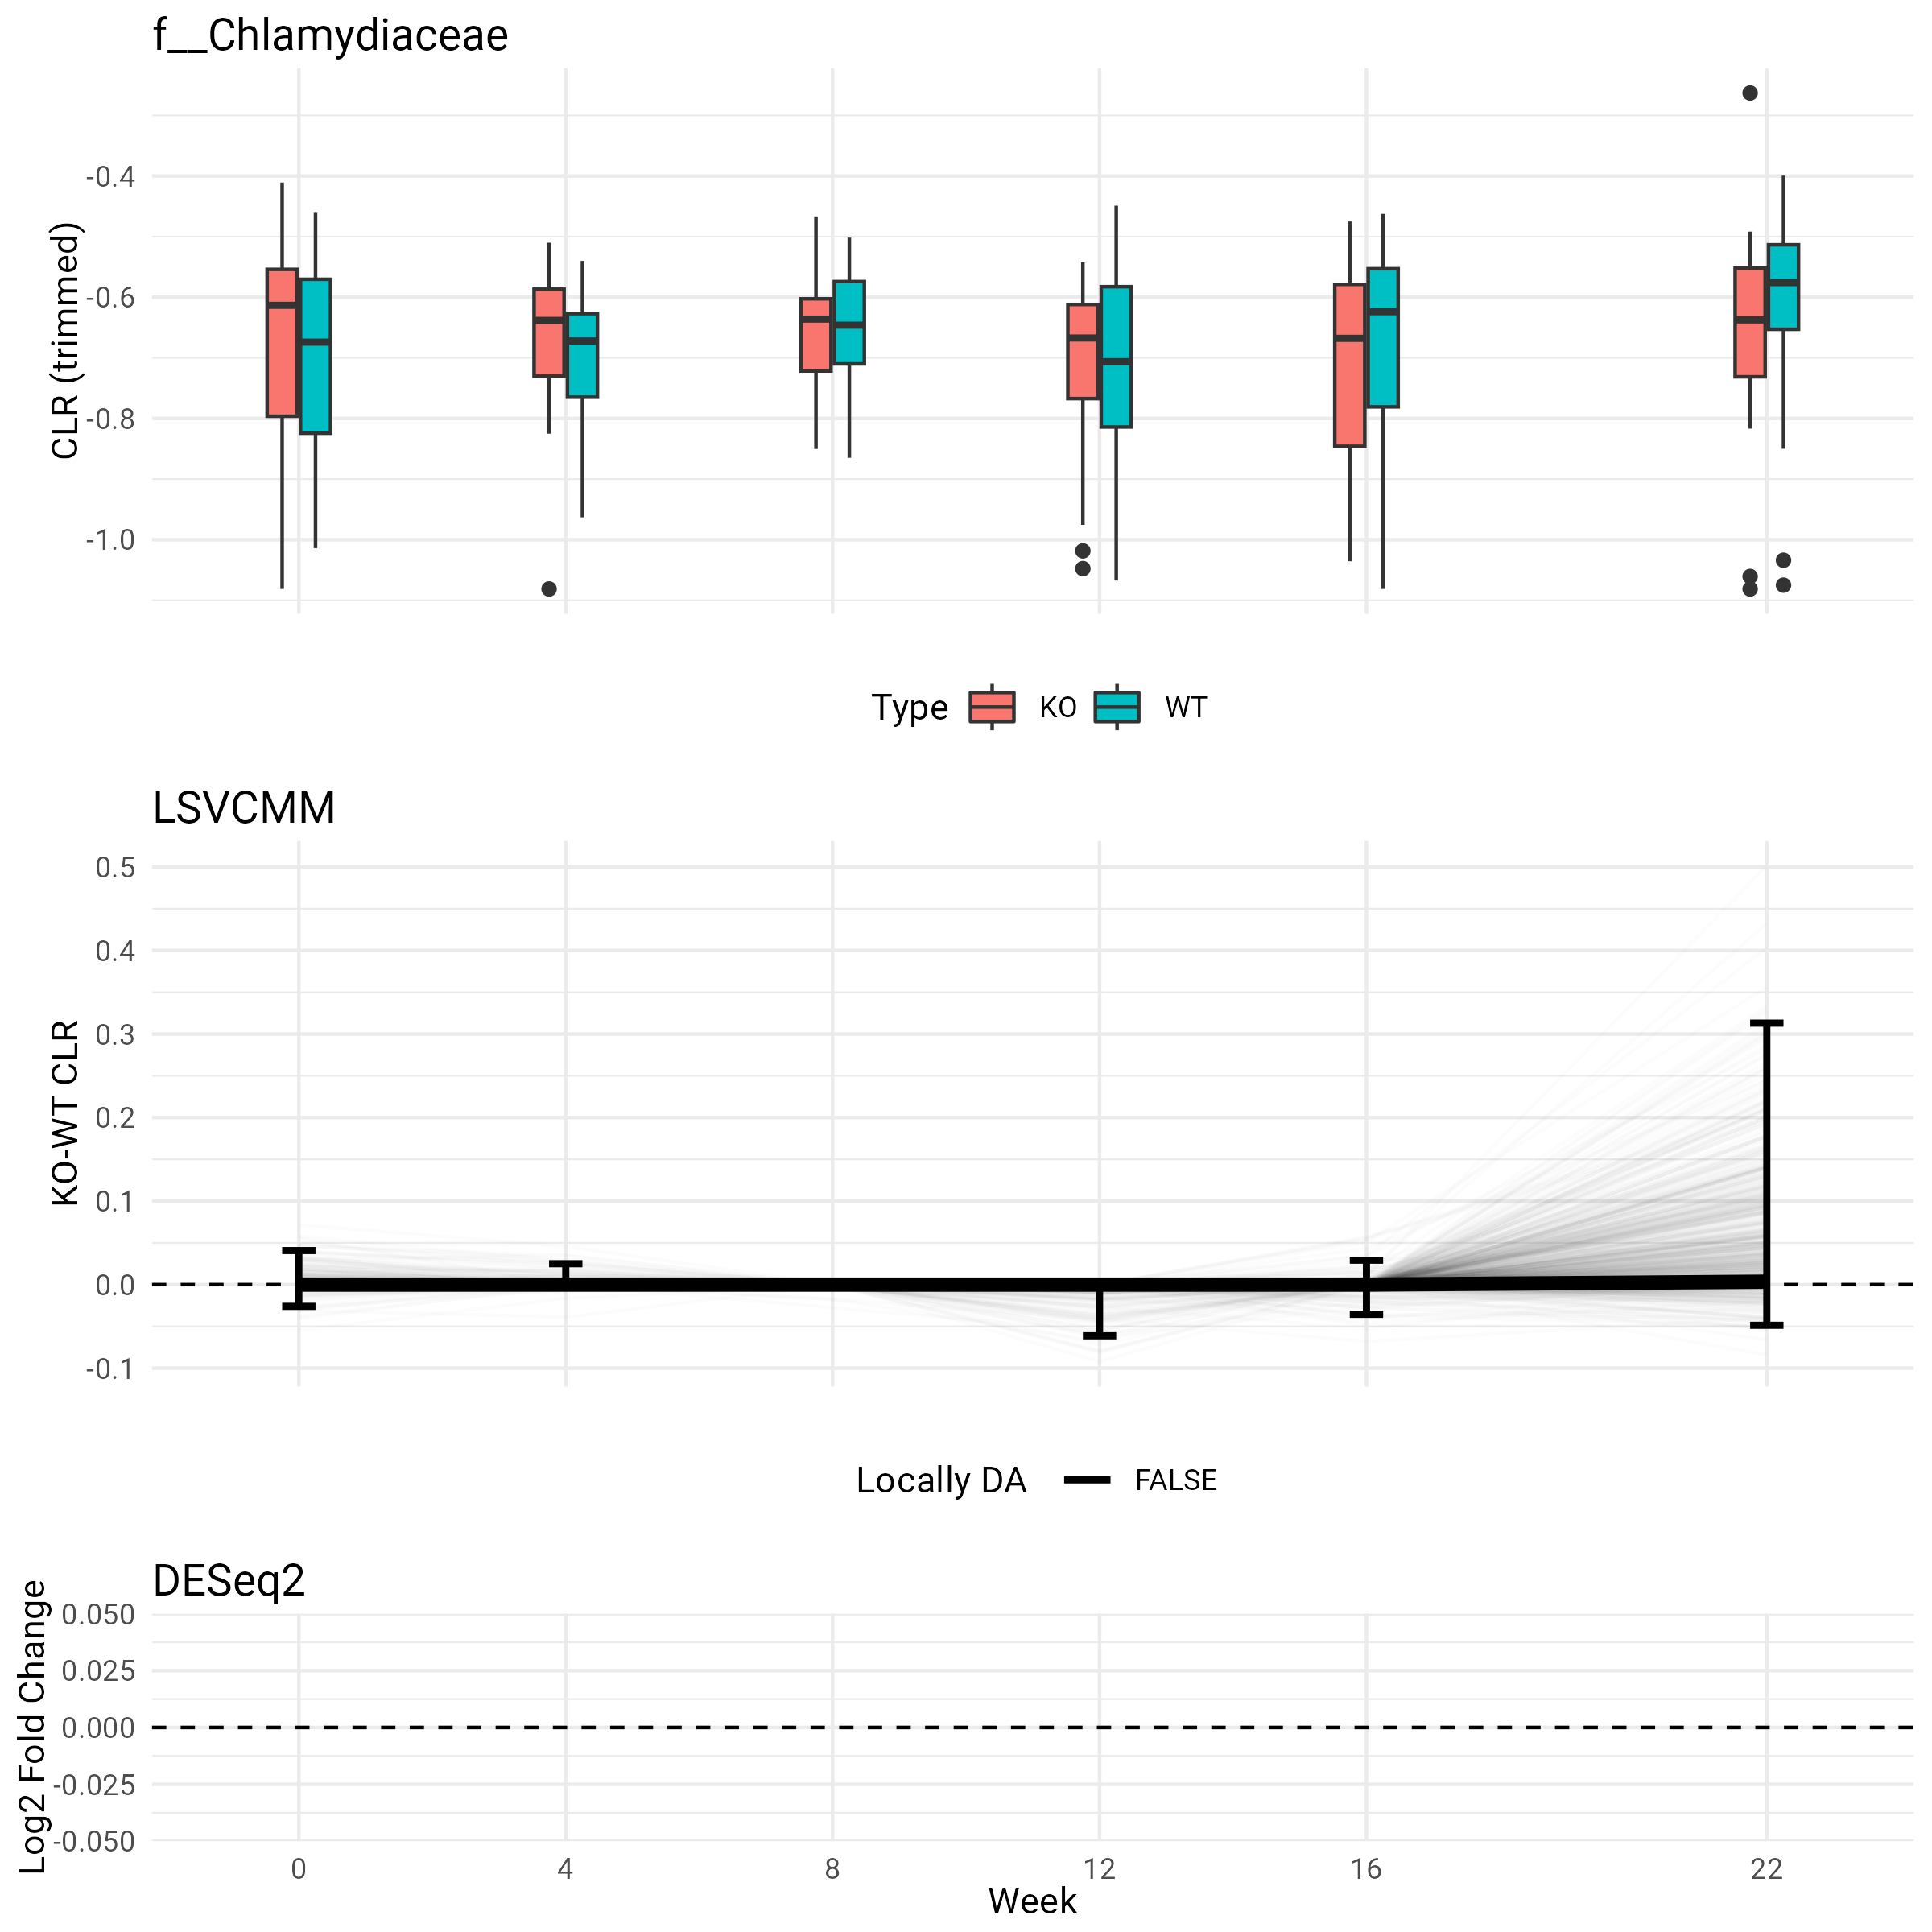 f__Chlamydiaceae
CLR (trimmed)
-0.4
-0.6
-0.8
-1.0
Type KO WT
LSVCMM
KO-WT CLR
0.5
0.4
0.3
0.2
0.1
0.0
-0.1
Locally DA FALSE
DESeq2
Log2 Fold Change
0.050
0.025
0.000
-0.025
-0.050
0 4 8 12 16 22
Week